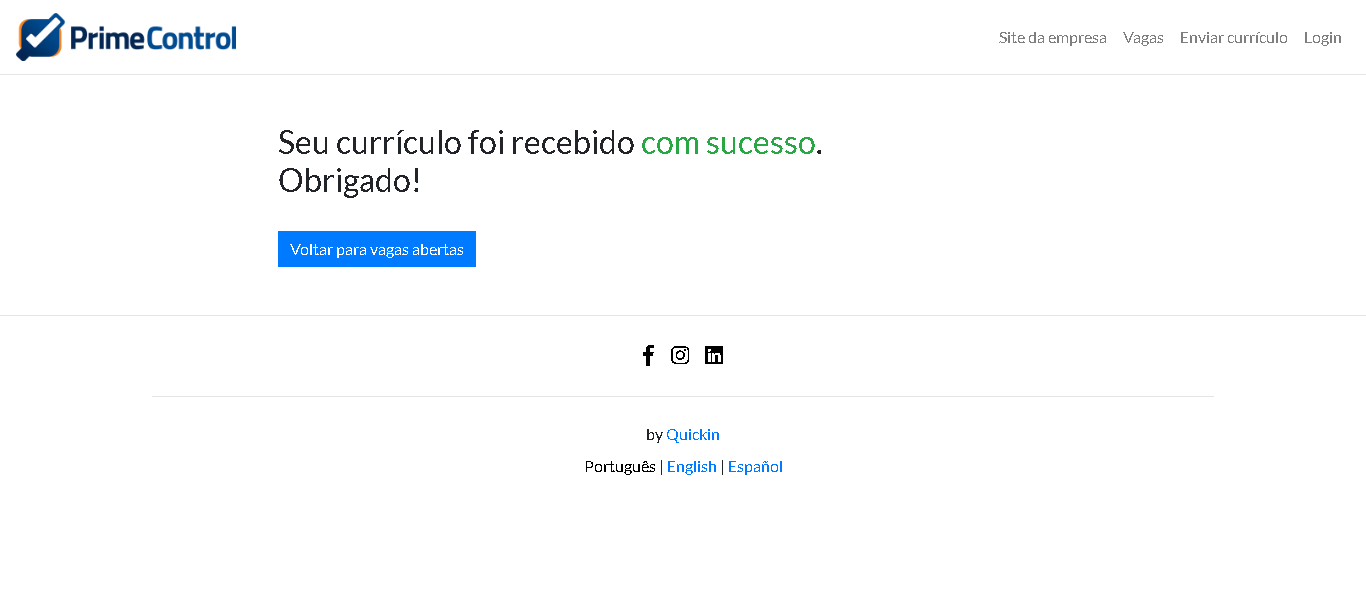 PrimeControl
Site da empresa Vagas Enviar currículo Login
Seu currículo foi recebido com sucesso.
Obrigado!
Voltar para vagas abertas
by Quickin
Português | English | Español